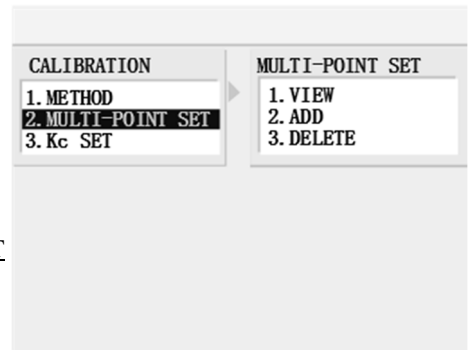 CALIBRATION
1. METHOD
2. MULTI-POINT SET
3. Kc SET
MULTI-POINT SET
1. VIEW
2. ADD
3. DELETE